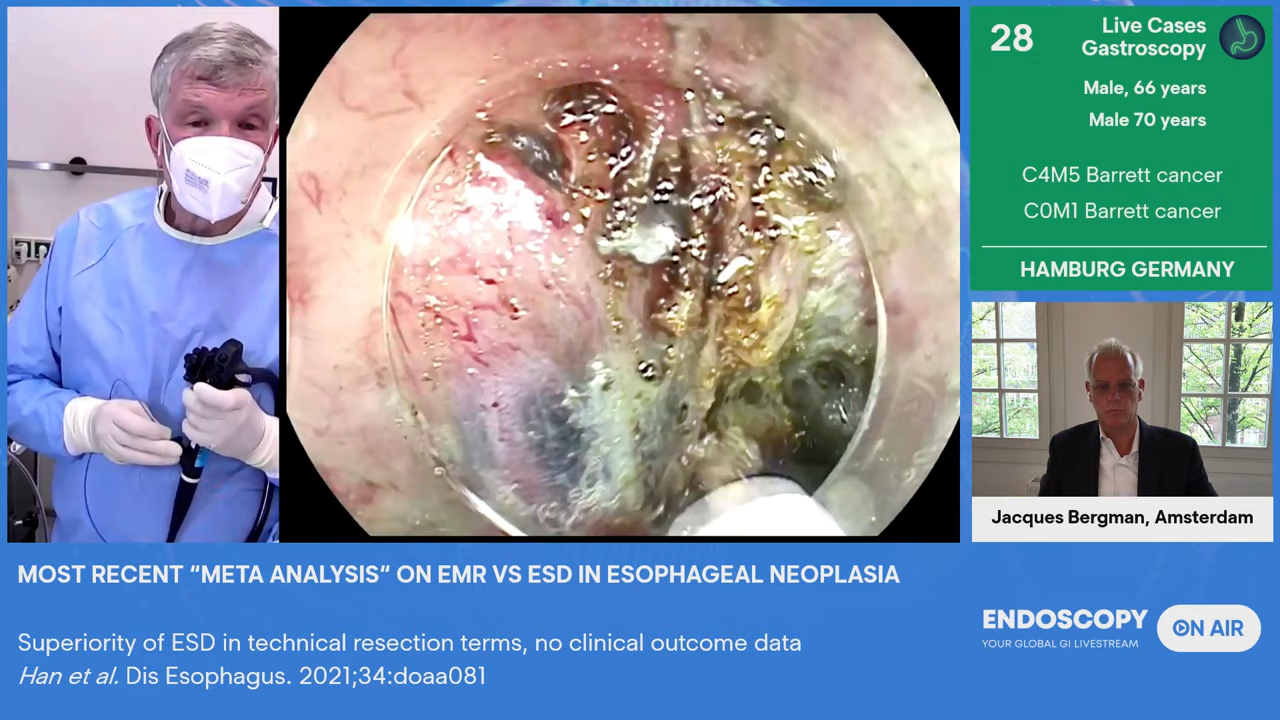 28
Live Cases
Gastroscopy
Male, 66 years
Male 70 years
C4M5 Barrett cancer
C0M1 Barrett cancer
HAMBURG GERMANY
Jacques Bergman, Amsterdam
MOST RECENT “META ANALYSIS“ ON EMR VS ESD IN ESOPHAGEAL NEOPLASIA
Superiority of ESD in technical resection terms, no clinical outcome data
Han et al. Dis Esophagus. 2021;34:doaa081
ENDOSCOPY
YOUR GLOBAL GI LIVESTREAM
ON AIR